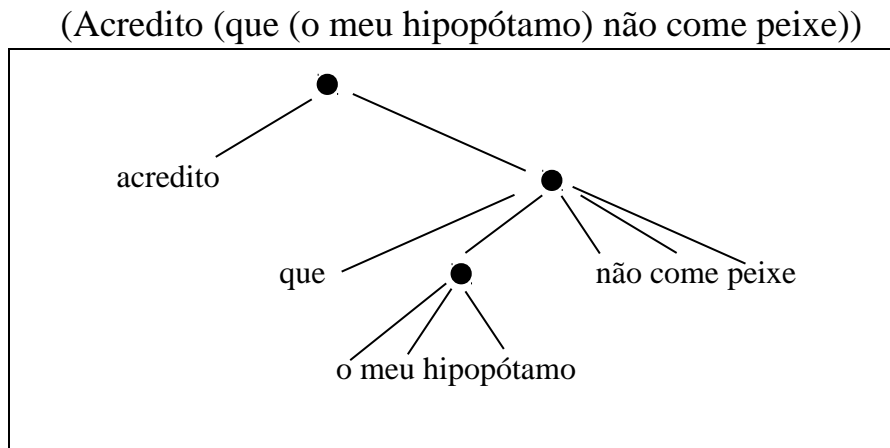 (Acredito (que (o meu hipopótamo) não come peixe))
acredito
que
não come peixe
o meu hipopótamo